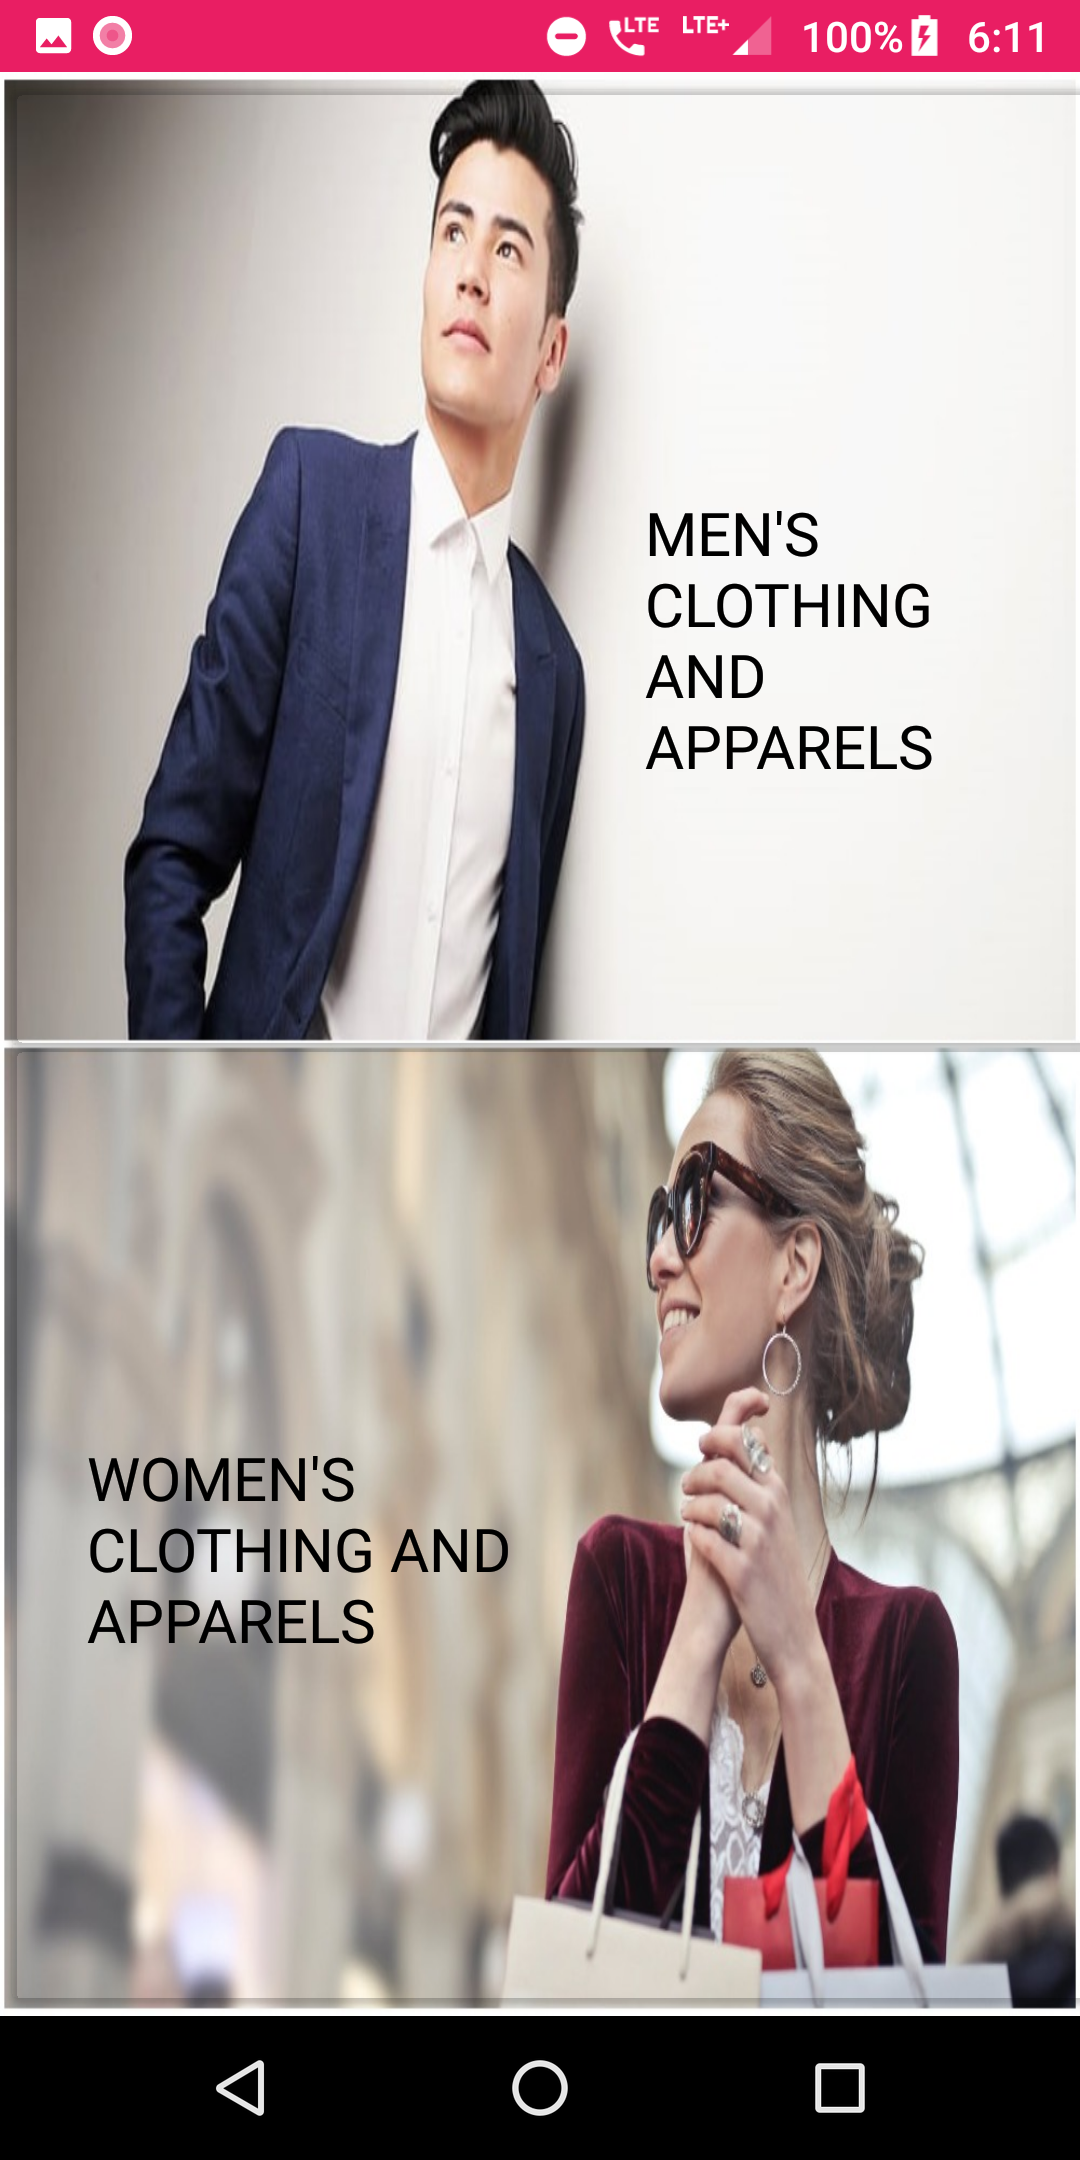 LTE LTE+ 100% 6:11
MEN'S
CLOTHING
AND
APPARELS
WOMEN'S
CLOTHING AND
APPARELS